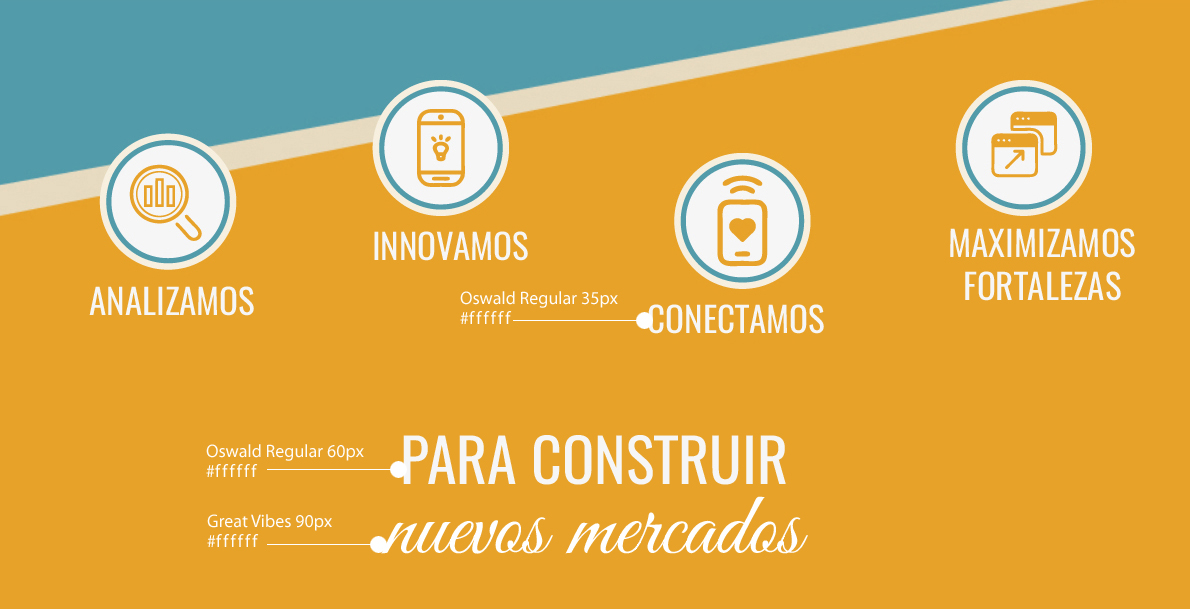 INNOVAMOS
MAXIMIZAMOS
FORTALEZAS
ANALIZAMOS
Oswald Regular 35px
#ffffff
CONECTAMOS
Oswald Regular 60px
#ffffff
PARA CONSTRUIR
Great Vibes 90px
#ffffff
nuevos mercados